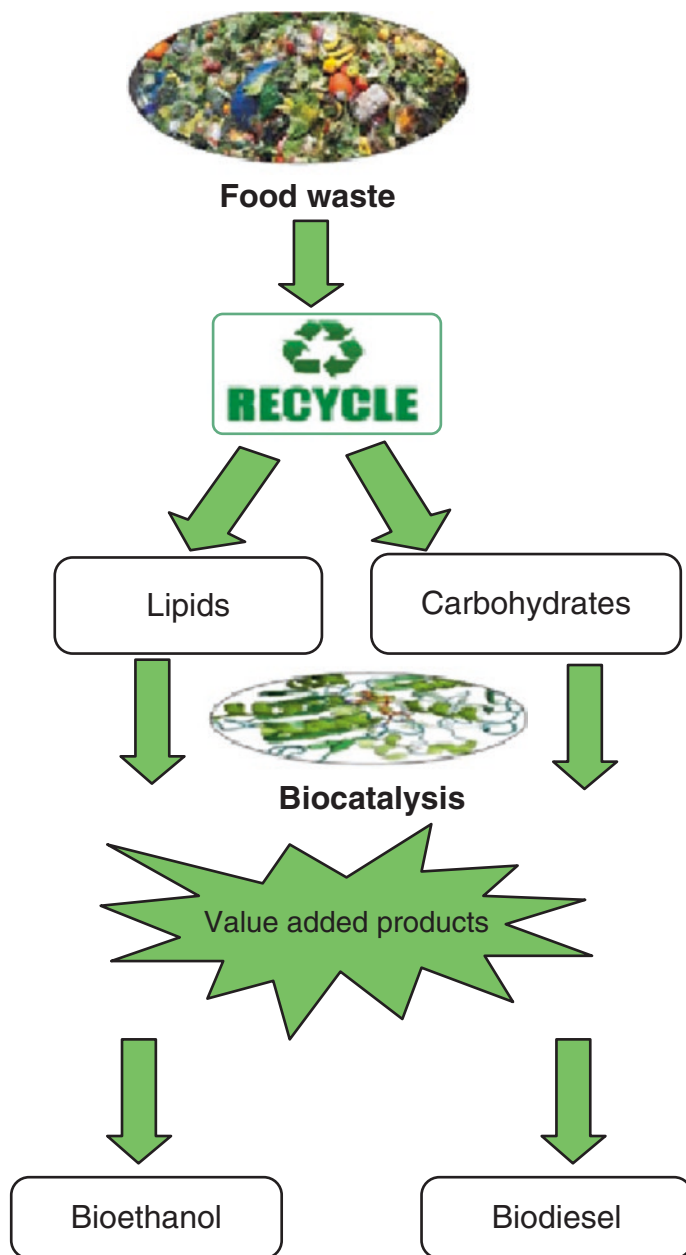 Food waste
RECYCLE
Lipids
Carbohydrates
Biocatalysis
Value added products
Bioethanol
Biodiesel